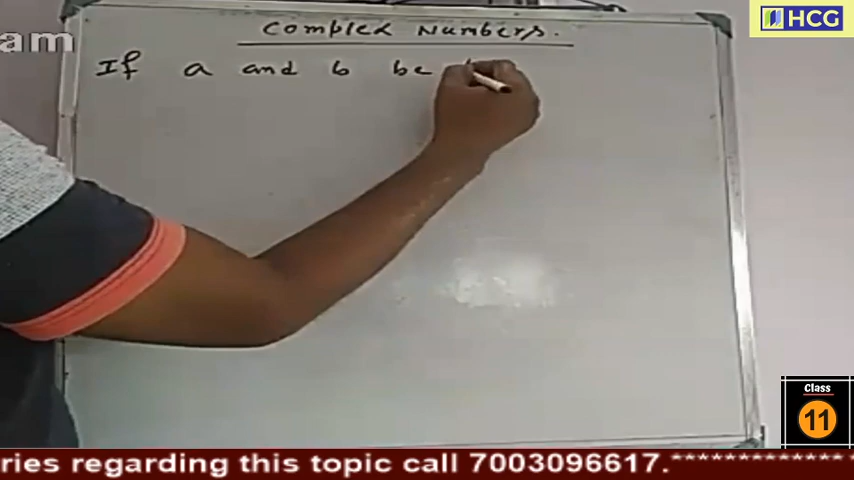 Complex Numbers.
HCG
am
If a and b be
Class
11
ries regarding this topic call 7003096617.************